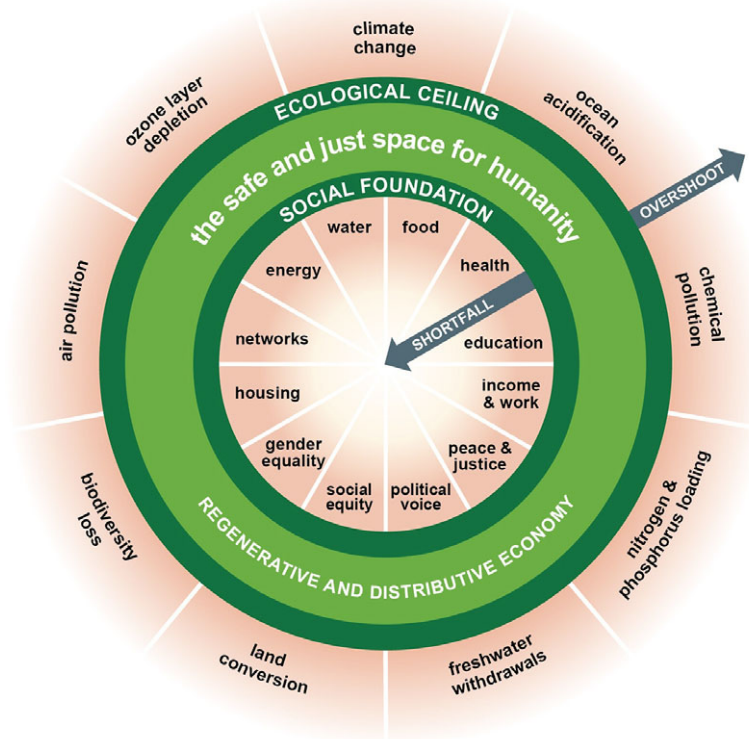 climate
change
ozone layer
depletion
ocean
acidification
ECOLOGICAL CEILING
the safe and just space for humanity
OVERSHOOT
SOCIAL FOUNDATION
water
food
energy
health
SHORTFALL
air pollution
chemical
pollution
networks
education
housing
income
& work
gender
equality
peace &
justice
social
equity
political
voice
biodiversity
loss
nitrogen &
phosphorus loading
REGENERATIVE AND DISTRIBUTIVE ECONOMY
land
conversion
freshwater
withdrawals